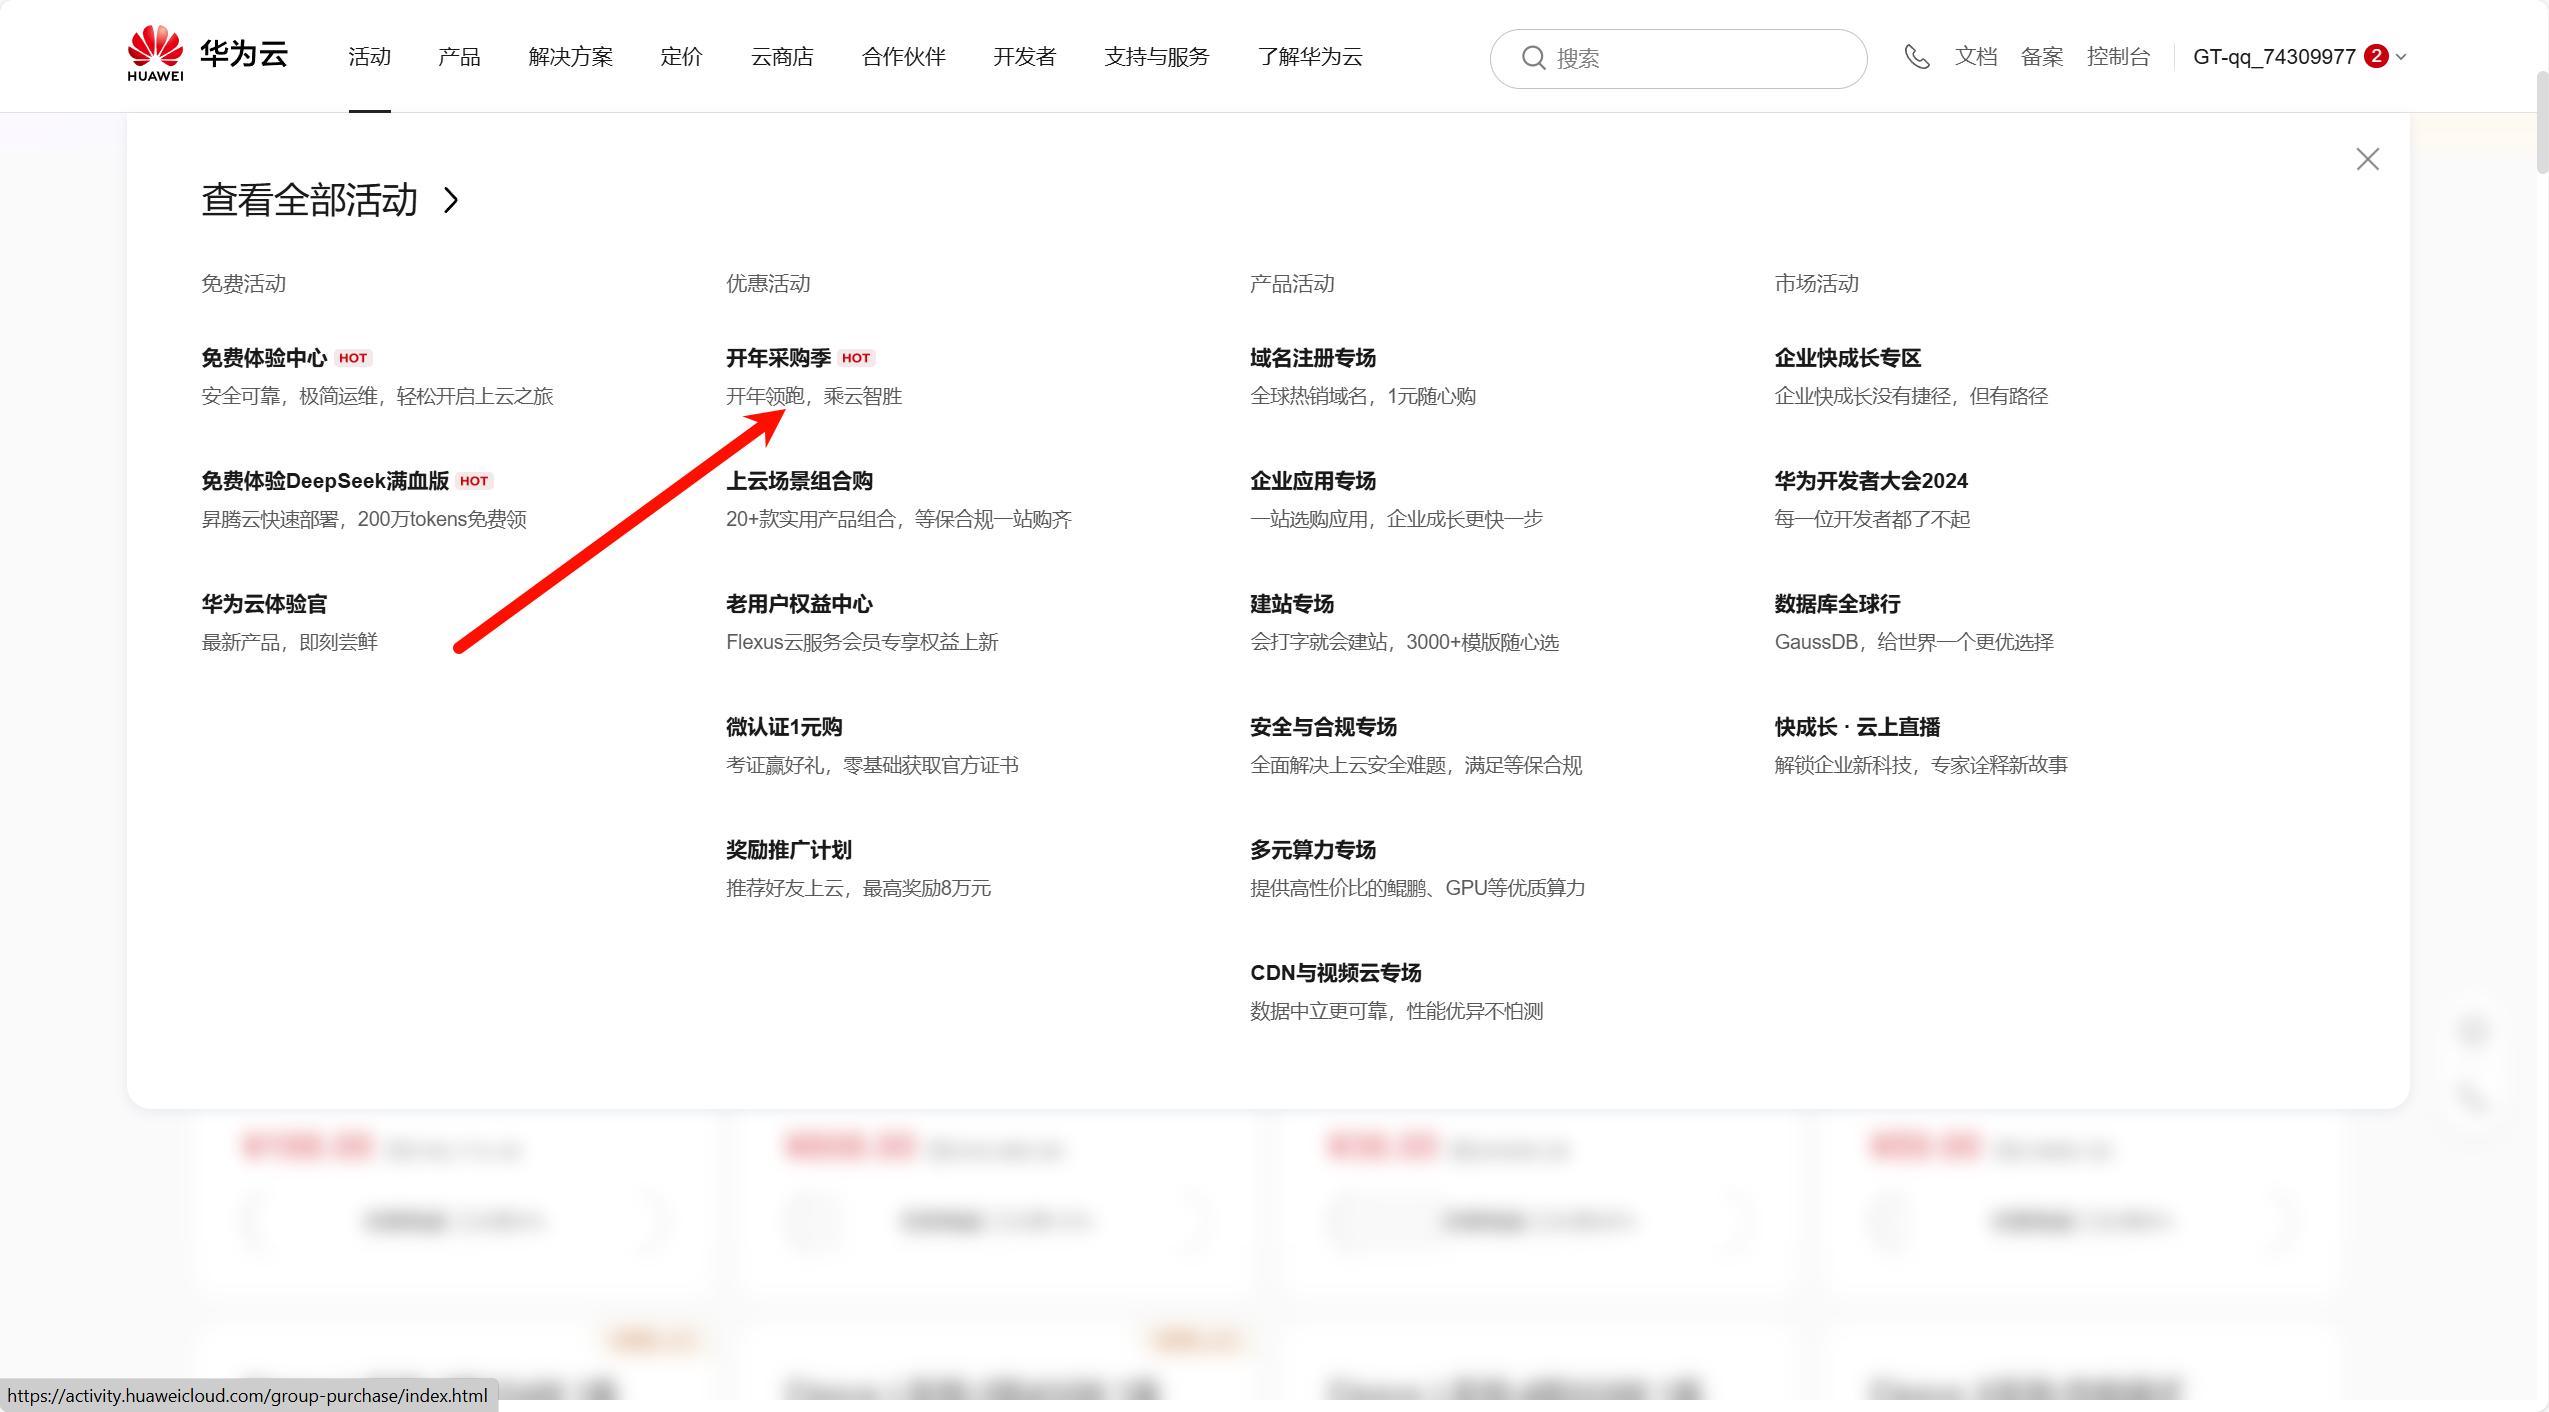 HUAWEI 华为云 活动 产品 解决方案 定价 云商店 合作伙伴 开发者 支持与服务 了解华为云 搜索 文档 备案 控制台 GT-qq_74309977 2
查看全部活动
免费活动
免费体验中心 HOT
安全可靠，极简运维，轻松开启上云之旅
免费体验DeepSeek满血版 HOT
昇腾云快速部署，200万tokens免费领
华为云体验官
最新产品，即刻尝鲜
优惠活动
开年采购季 HOT
开年领跑，乘云智胜
上云场景组合购
20+款实用产品组合，等保合规一站购齐
老用户权益中心
Flexus云服务会员专享权益上新
微认证1元购
考证赢好礼，零基础获取官方证书
奖励推广计划
推荐好友上云，最高奖励8万元
产品活动
域名注册专场
全球热销域名，1元随心购
企业应用专场
一站选购应用，企业成长更快一步
建站专场
会打字就会建站，3000+模版随心选
安全与合规专场
全面解决上云安全难题，满足等保合规
多元算力专场
提供高性价比的鲲鹏、GPU等优质算力
CDN与视频云专场
数据中立更可靠，性能优异不怕测
市场活动
企业快成长专区
企业快成长没有捷径，但有路径
华为开发者大会2024
每一位开发者都了不起
数据库全球行
GaussDB，给世界一个更优选择
快成长 · 云上直播
解锁企业新科技，专家诠释新故事
https://activity.huaweicloud.com/group-purchase/index.html